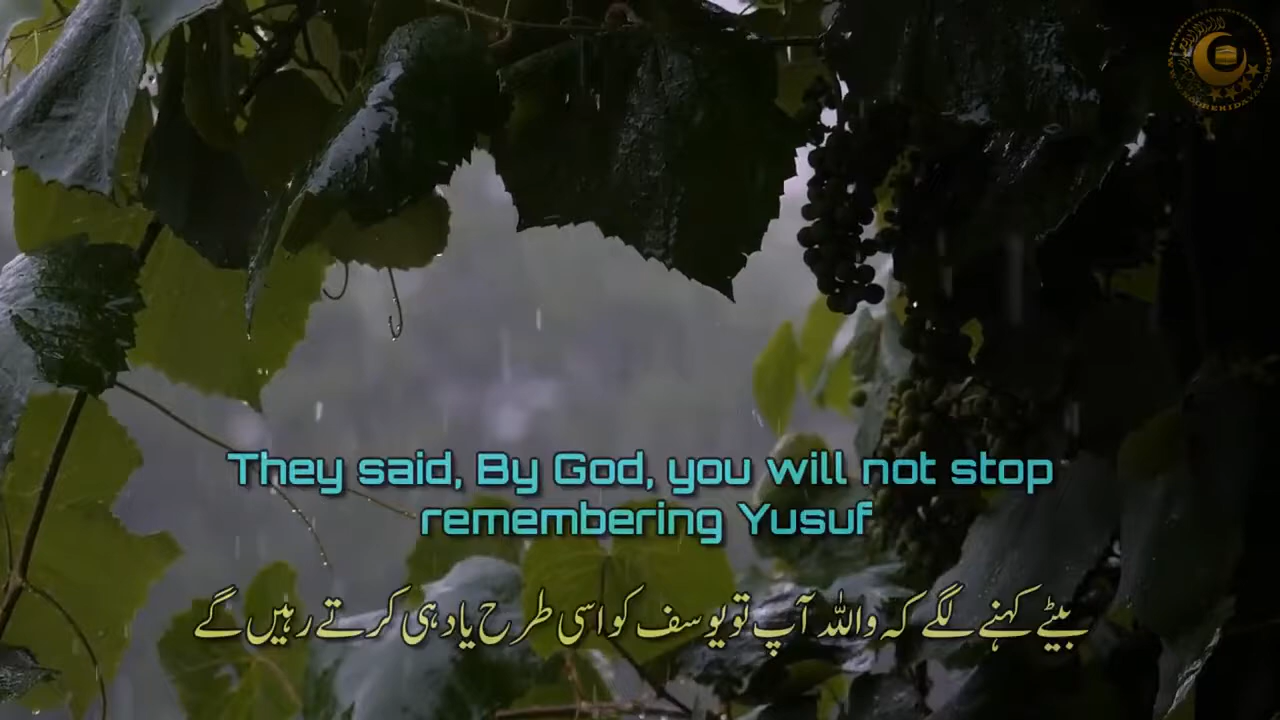 They said, By God, you will not stop
remembering Yusuf
بیٹے کہنے لگے کہ واللہ آپ تو یوسف کو اسی طرح یاد ہی کرتے رہیں گے